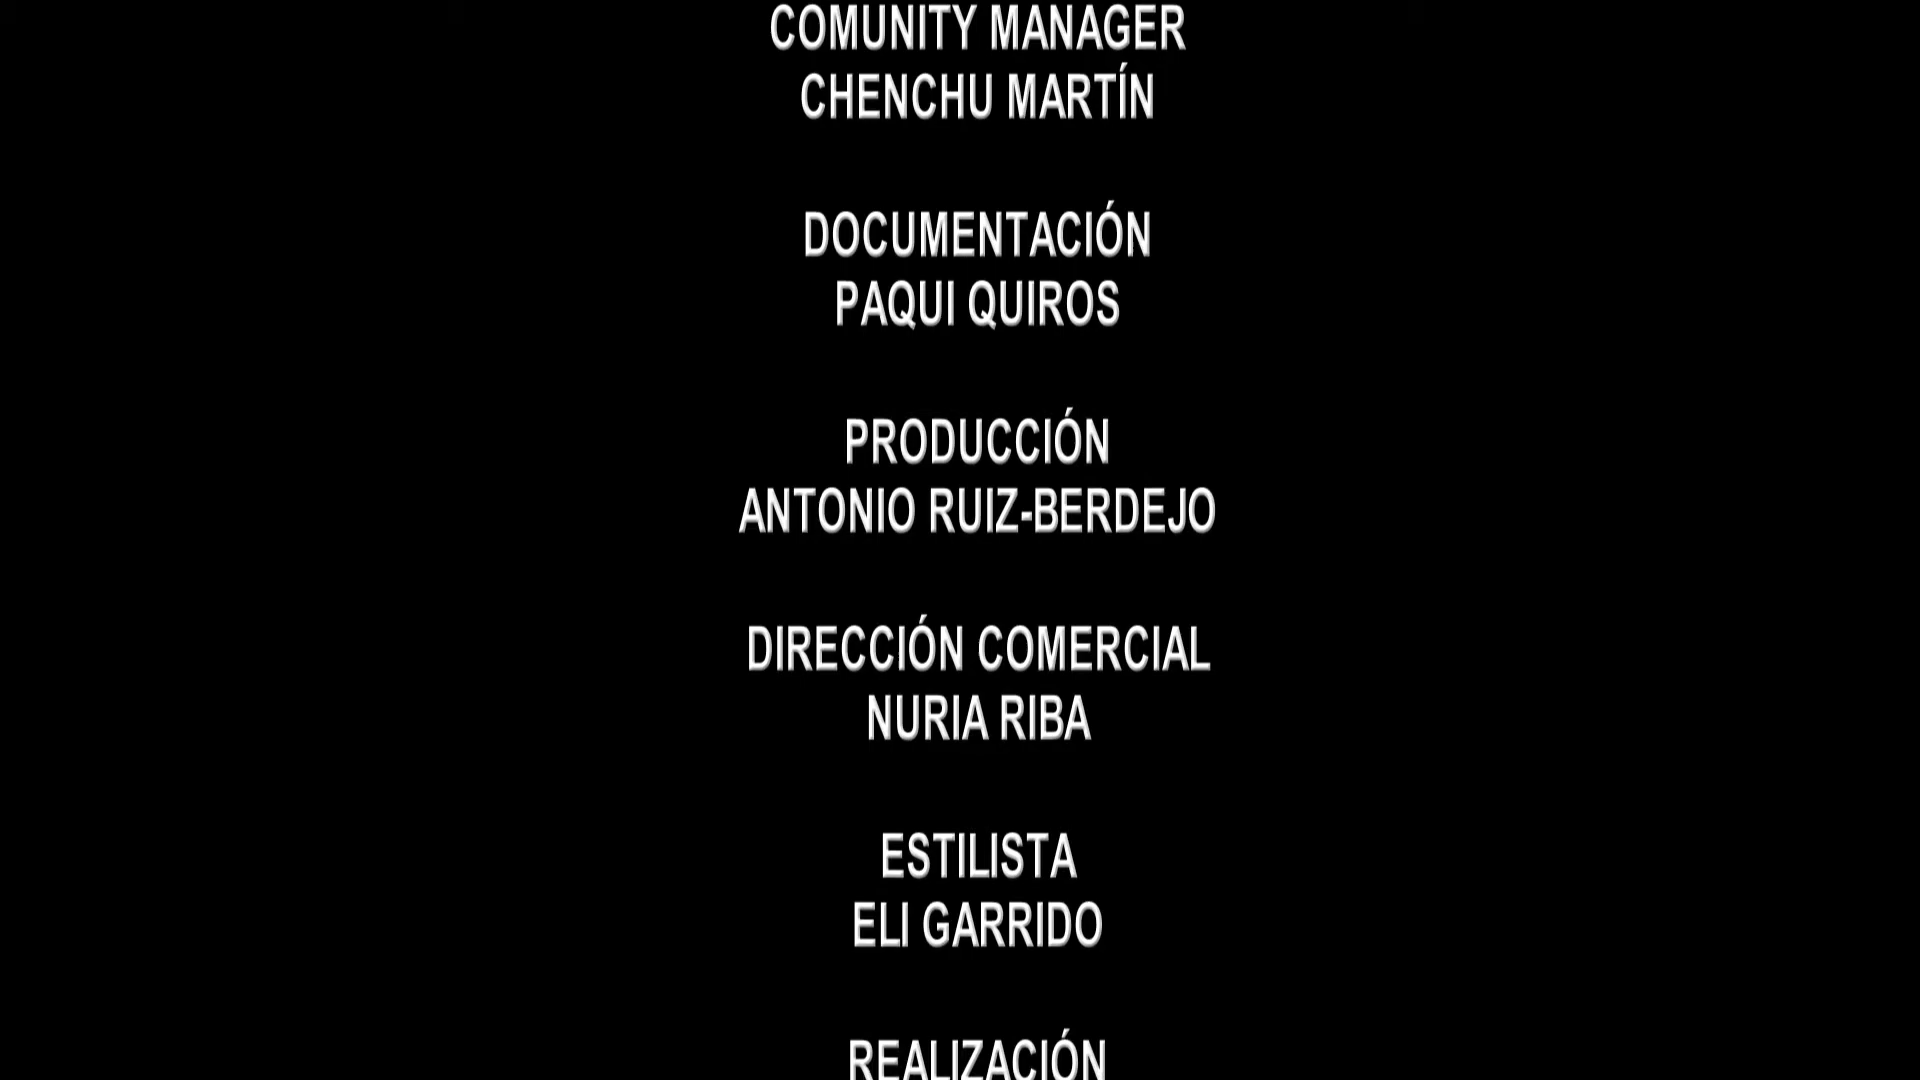 COMUNITY MANAGER
CHENCHU MARTÍN
DOCUMENTACIÓN
PAQUI QUIROS
PRODUCCIÓN
ANTONIO RUIZ-BERDEJO
DIRECCIÓN COMERCIAL
NURIA RIBA
ESTILISTA
ELI GARRIDO
REALIZACIÓN